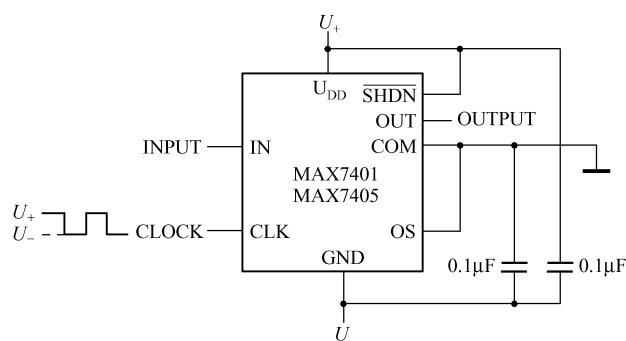 U+
UDD
SHDN
OUT
OUTPUT
INPUT
IN
COM
MAX7401
MAX7405
U+
U−
CLOCK
CLK
OS
GND
0.1μF
0.1μF
U